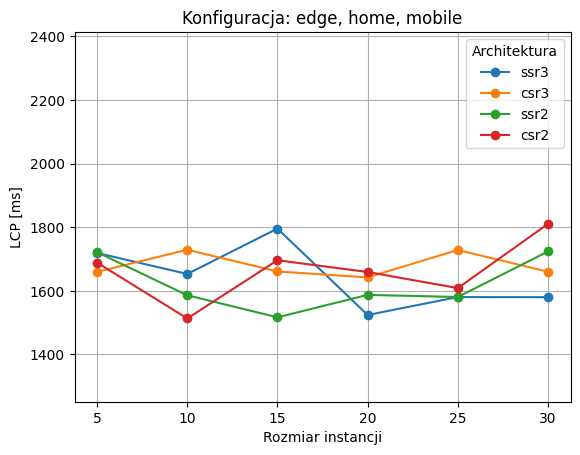 Konfiguracja: edge, home, mobile
LCP [ms]
2400
2200
2000
1800
1600
1400
Architektura
ssr3
csr3
ssr2
csr2
5 10 15 20 25 30
Rozmiar instancji